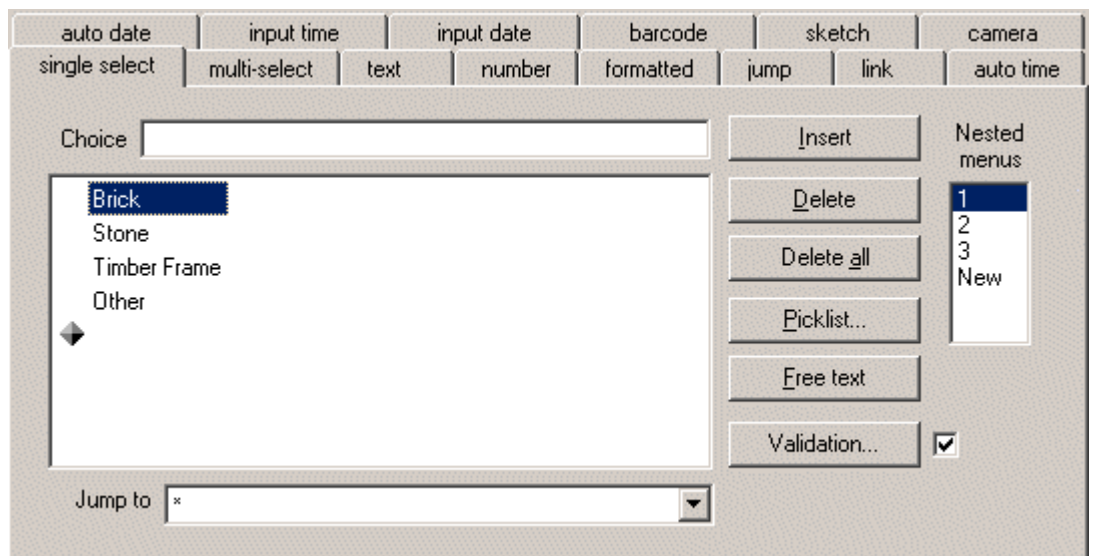 auto date input time input date barcode sketch camera
single select multi-select text number formatted jump link auto time
Choice
Insert
Nested
menus
Brick
Stone
Timber Frame
Other
Delete
Delete all
Picklist...
Free text
Validation...
1
2
3
New
Jump to *